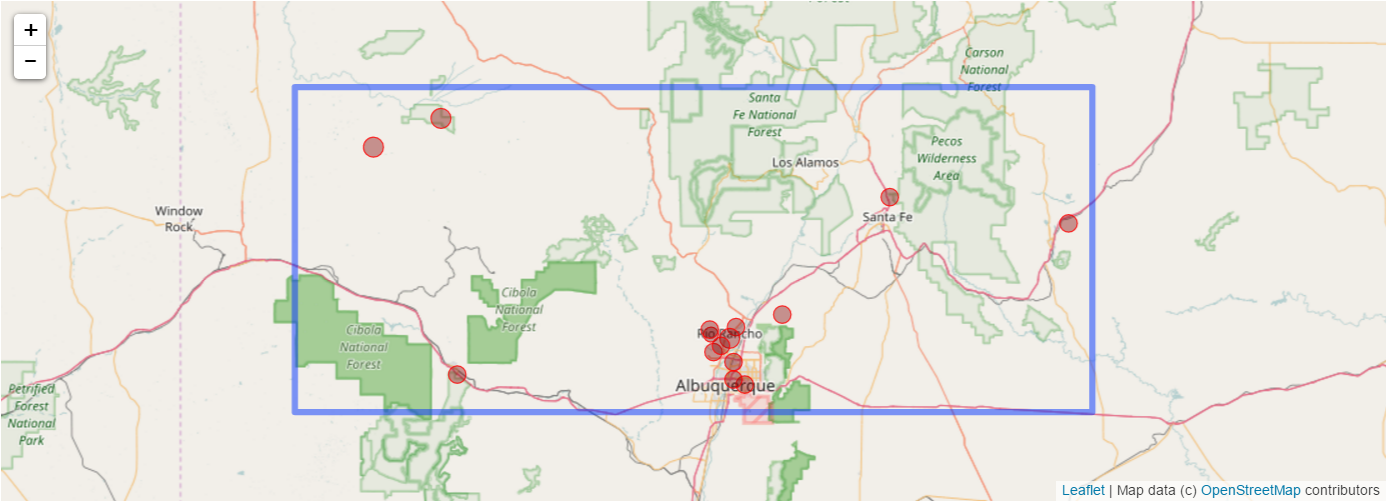 +
−
Forest
Carson
National
Forest
Santa
Fe National
Forest
Pecos
Wilderness
Area
Los Alamos
Window
Rock
Santa Fe
Cibola
National
Forest
Cibola
National
Forest
Rio Rancho
Albuquerque
Petrified
Forest
National
Park
Leaflet | Map data (c) OpenStreetMap contributors